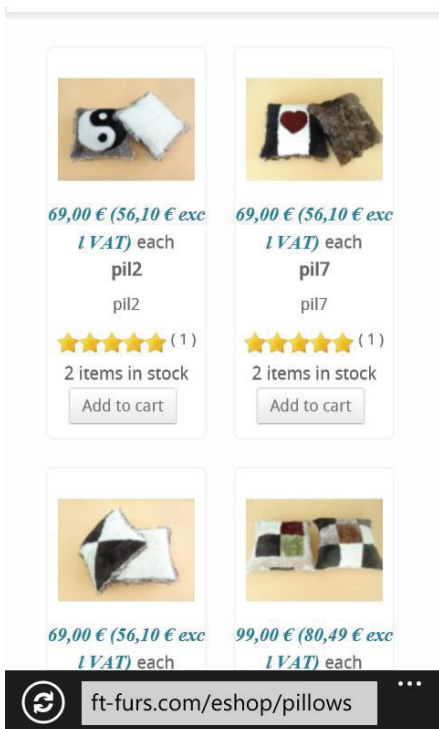 69,00 € (56,10 € exc
l VAT) each
pil2
pil2
( 1 )
2 items in stock
Add to cart
69,00 € (56,10 € exc
l VAT) each
pil7
pil7
( 1 )
2 items in stock
Add to cart
69,00 € (56,10 € exc
l VAT) each
99,00 € (80,49 € exc
l VAT) each
ft-furs.com/eshop/pillows